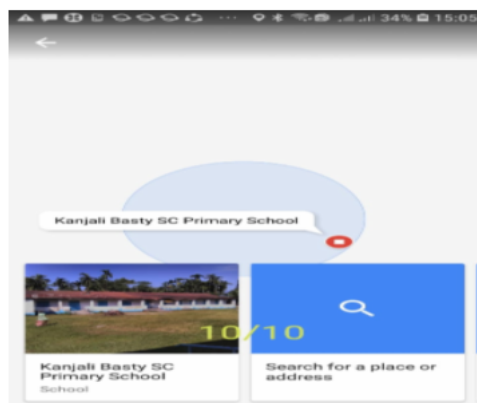 34% 15:05
Kanjali Basty SC Primary School
10/10
Kanjali Basty SC
Primary School
School
Search for a place or
address